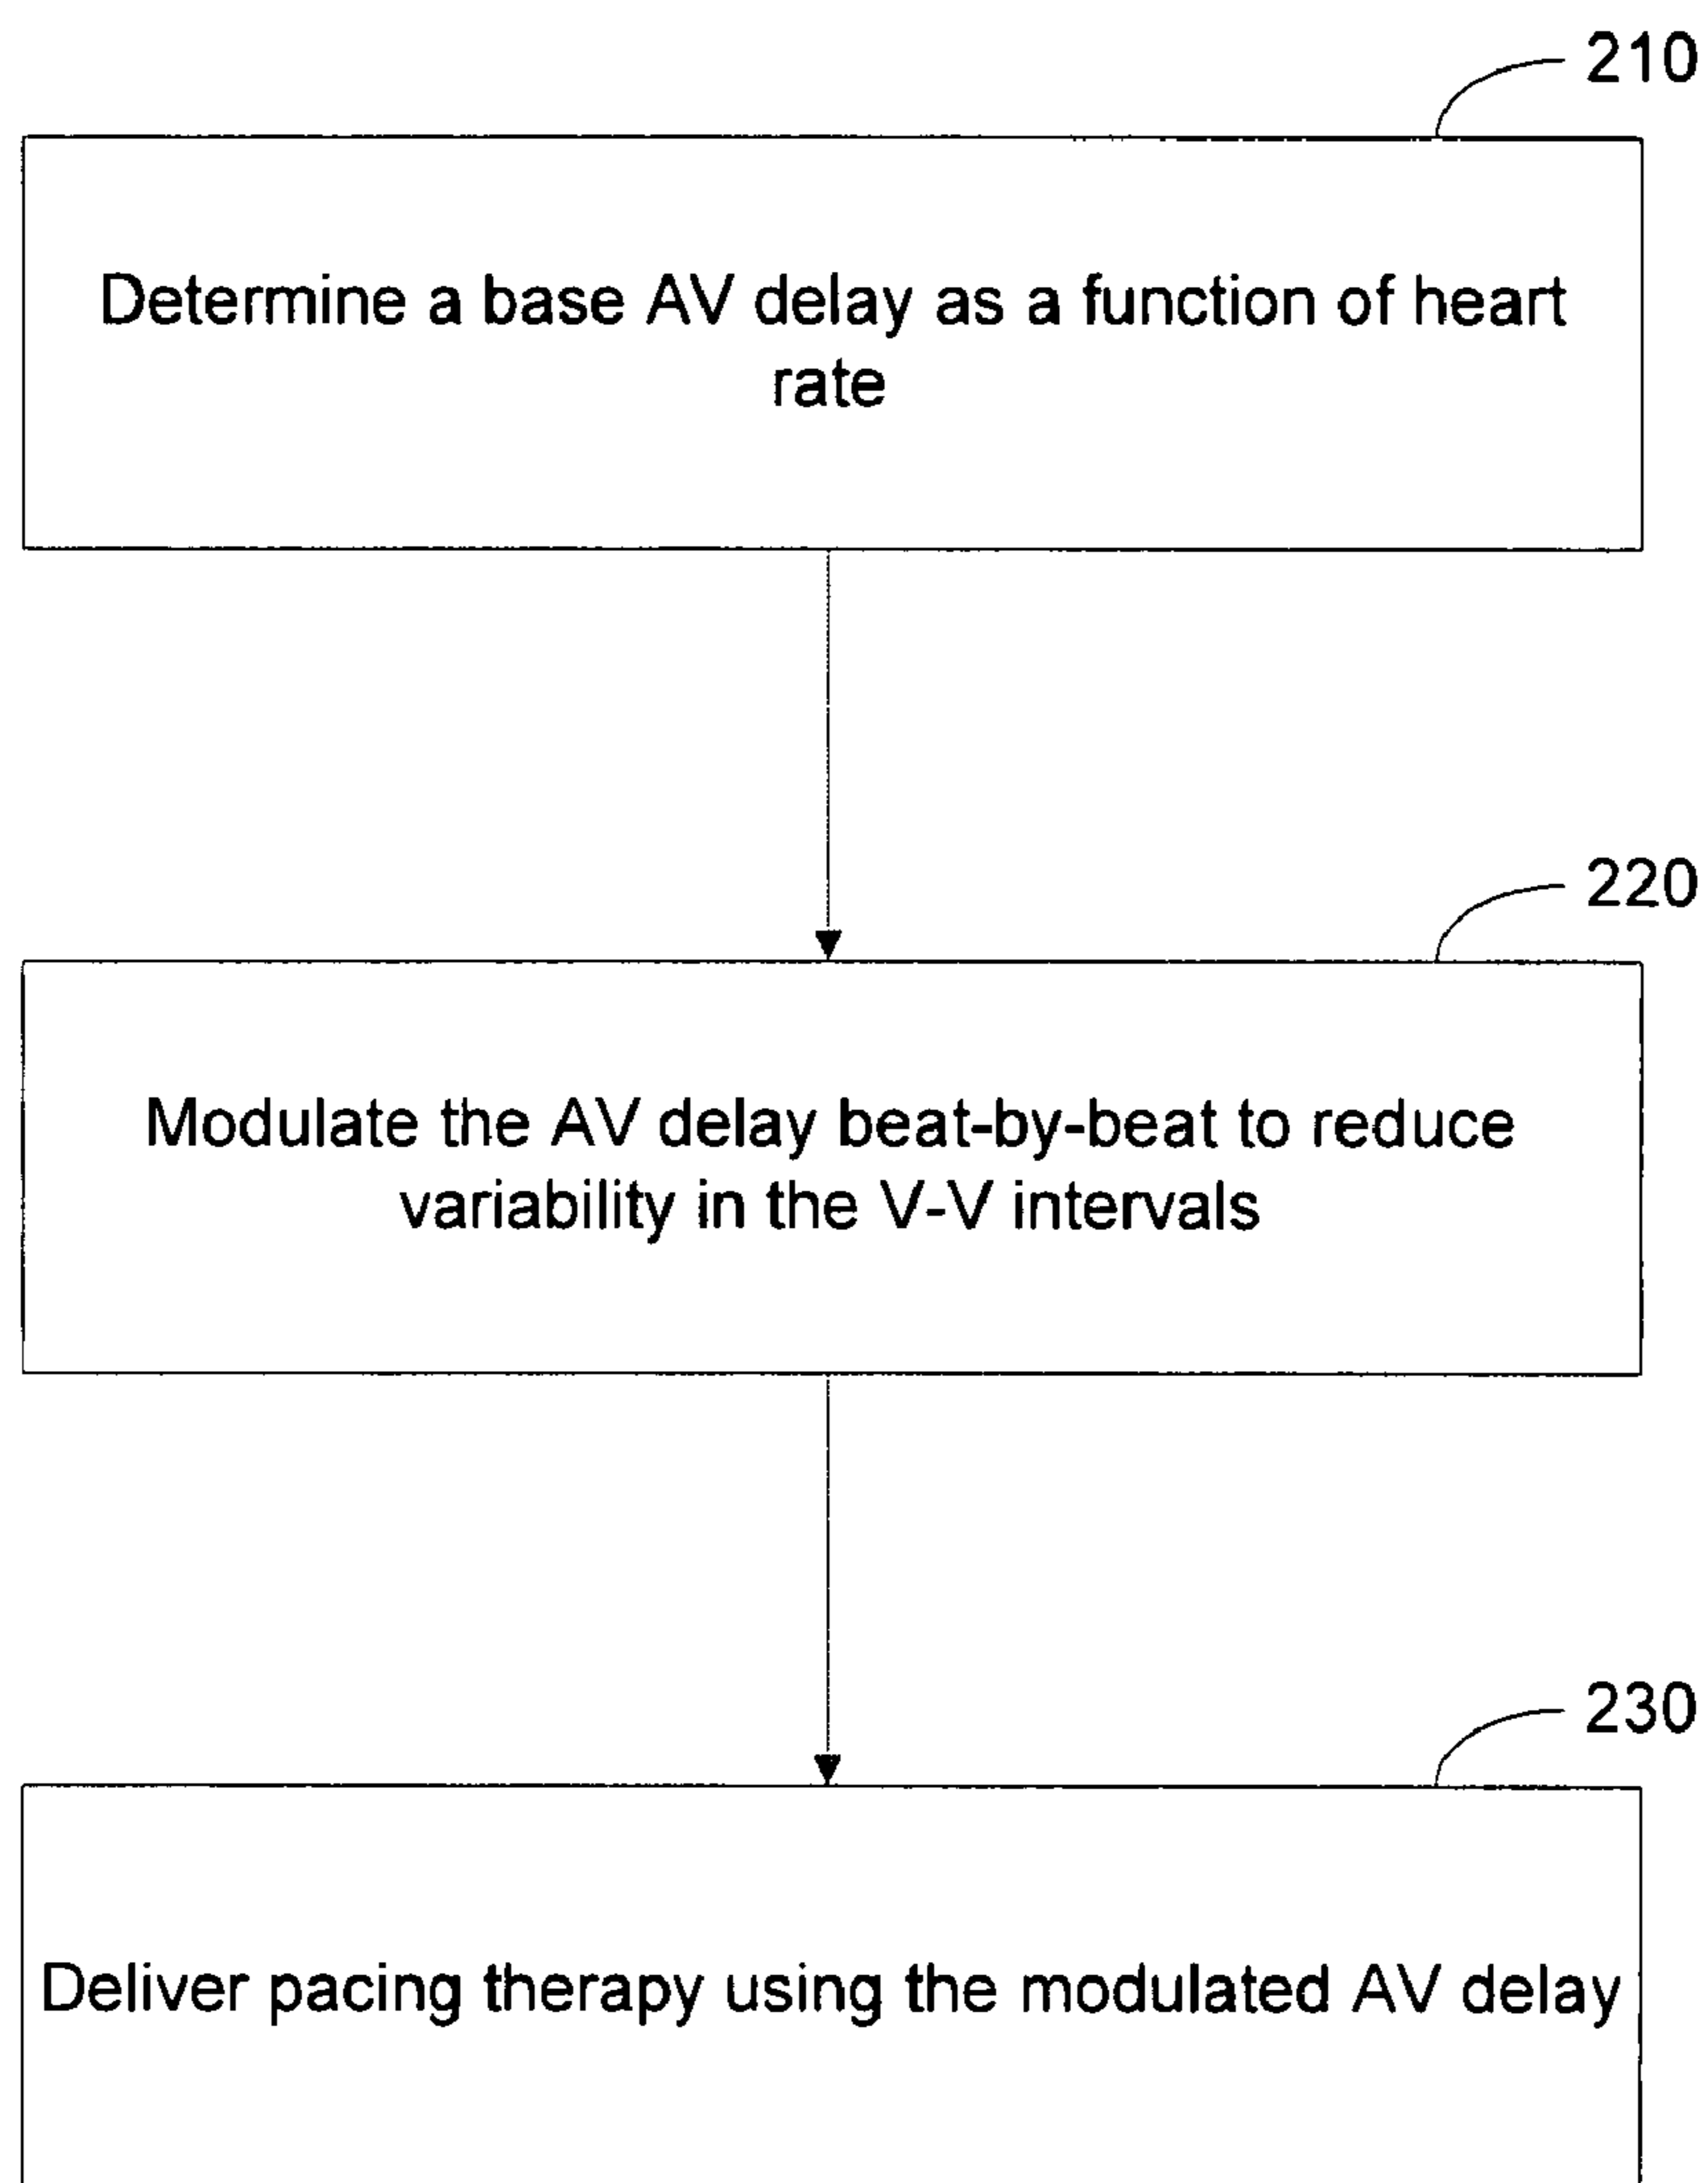 210
Determine a base AV delay as a function of heart
rate
220
Modulate the AV delay beat-by-beat to reduce
variability in the V-V intervals
230
Deliver pacing therapy using the modulated AV delay